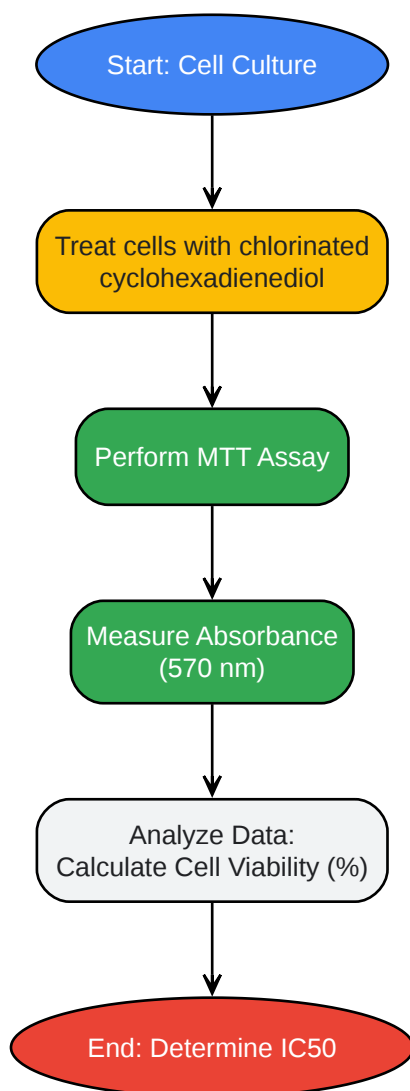 Start: Cell Culture
Treat cells with chlorinated
cyclohexadienediol
Perform MTT Assay
Measure Absorbance
(570 nm)
Analyze Data:
Calculate Cell Viability (%)
End: Determine IC50